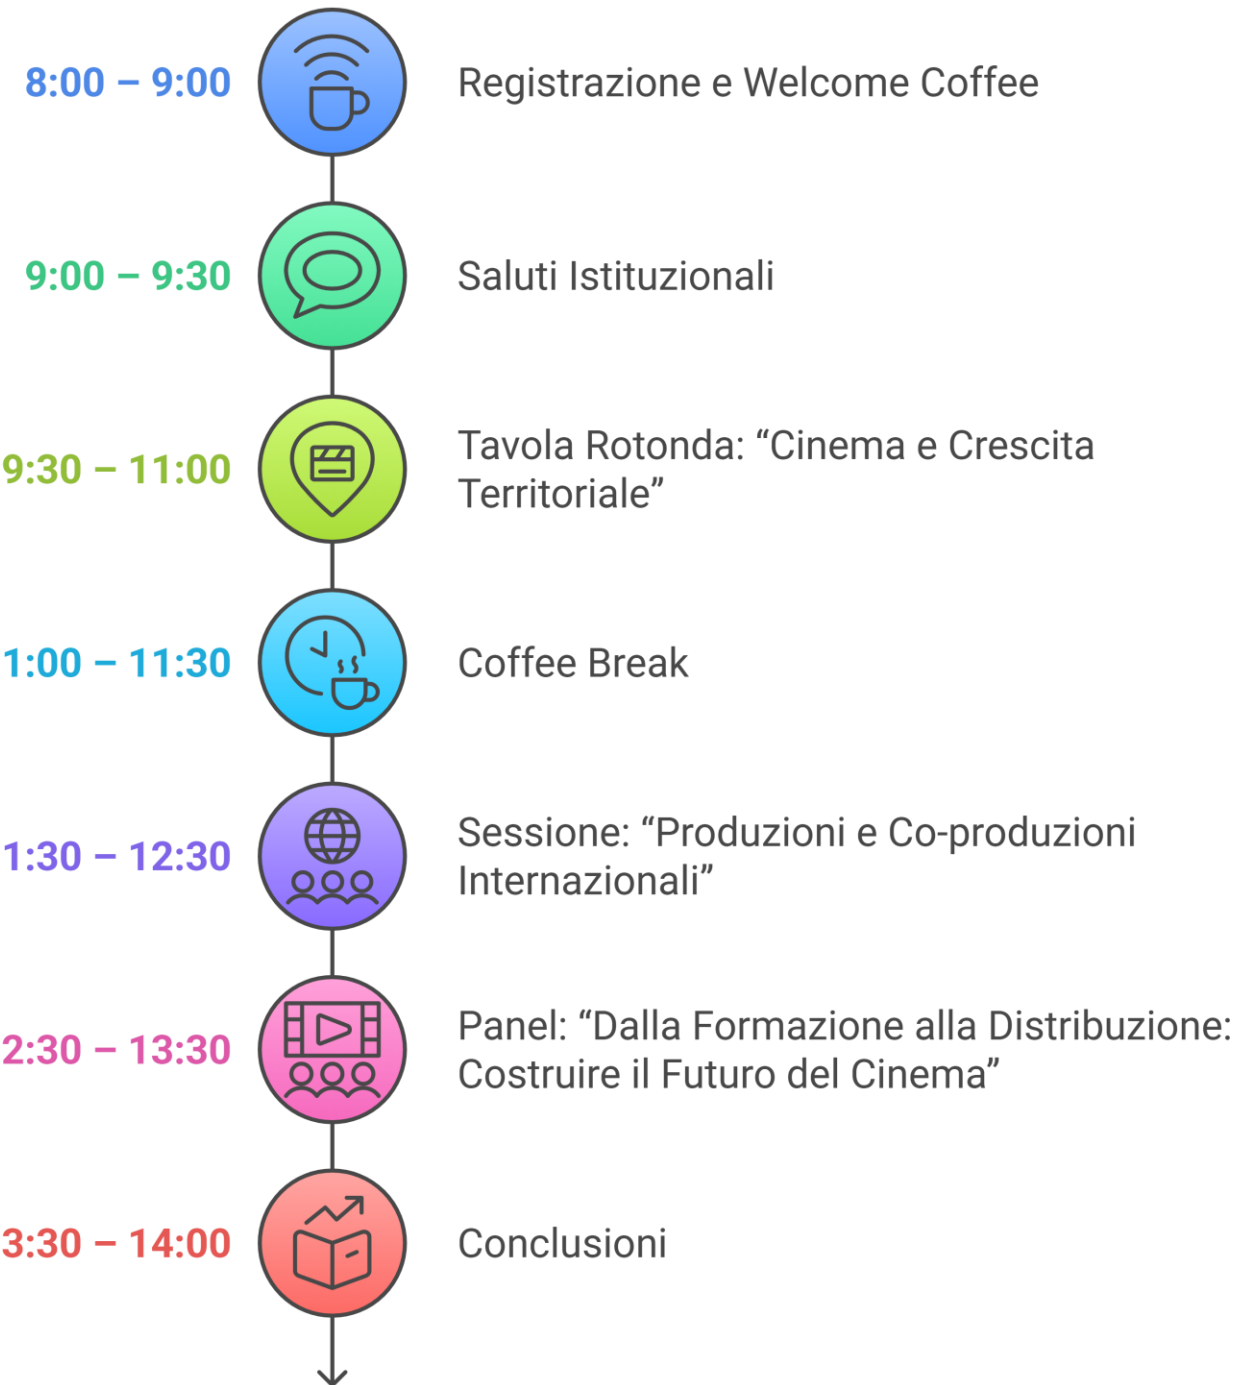 8:00 – 9:00
Registrazione e Welcome Coffee
9:00 – 9:30
Saluti Istituzionali
9:30 – 11:00
Tavola Rotonda: “Cinema e Crescita
Territoriale”
1:00 – 11:30
Coffee Break
1:30 – 12:30
Sessione: “Produzioni e Co-produzioni
Internazionali”
2:30 – 13:30
Panel: “Dalla Formazione alla Distribuzione:
Costruire il Futuro del Cinema”
3:30 – 14:00
Conclusioni